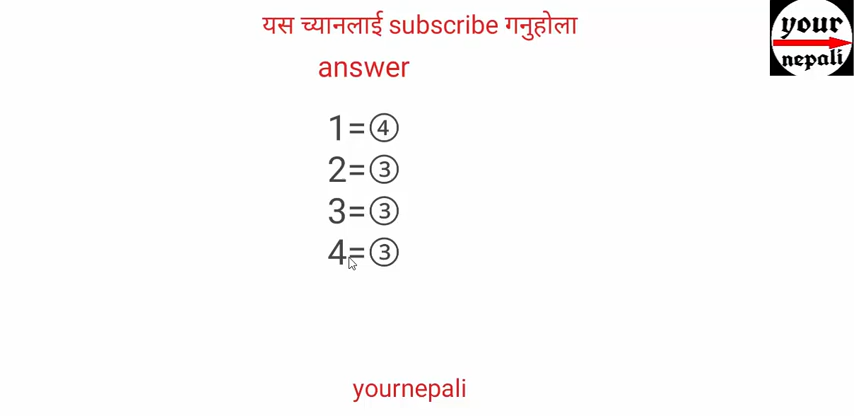 यस च्यानलाई subscribe गनुहोला
your
nepali
answer
1=④
2=③
3=③
4=③
yournepali